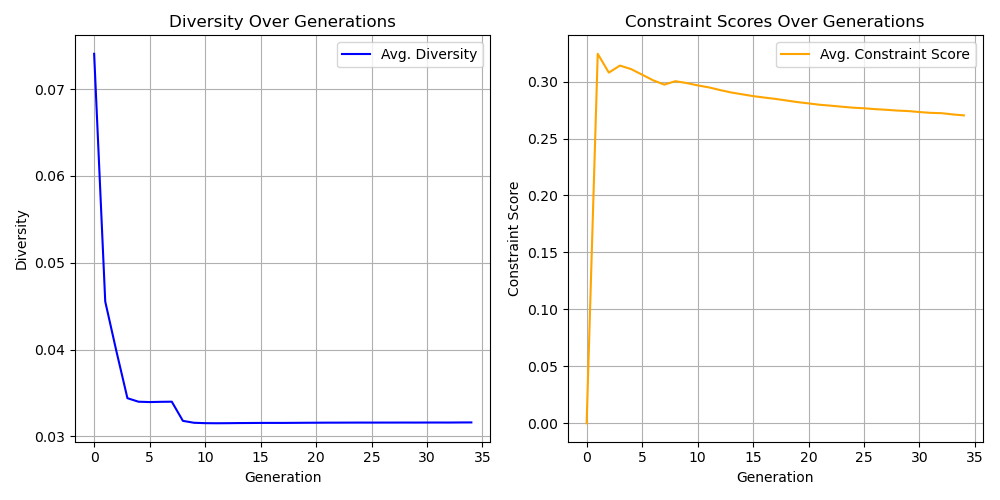 Diversity Over Generations
Avg. Diversity
0.07
0.06
0.05
0.04
0.03
Diversity
0 5 10 15 20 25 30 35
Generation
Constraint Scores Over Generations
Avg. Constraint Score
0.30
0.25
0.20
0.15
0.10
0.05
0.00
Constraint Score
0 5 10 15 20 25 30 35
Generation